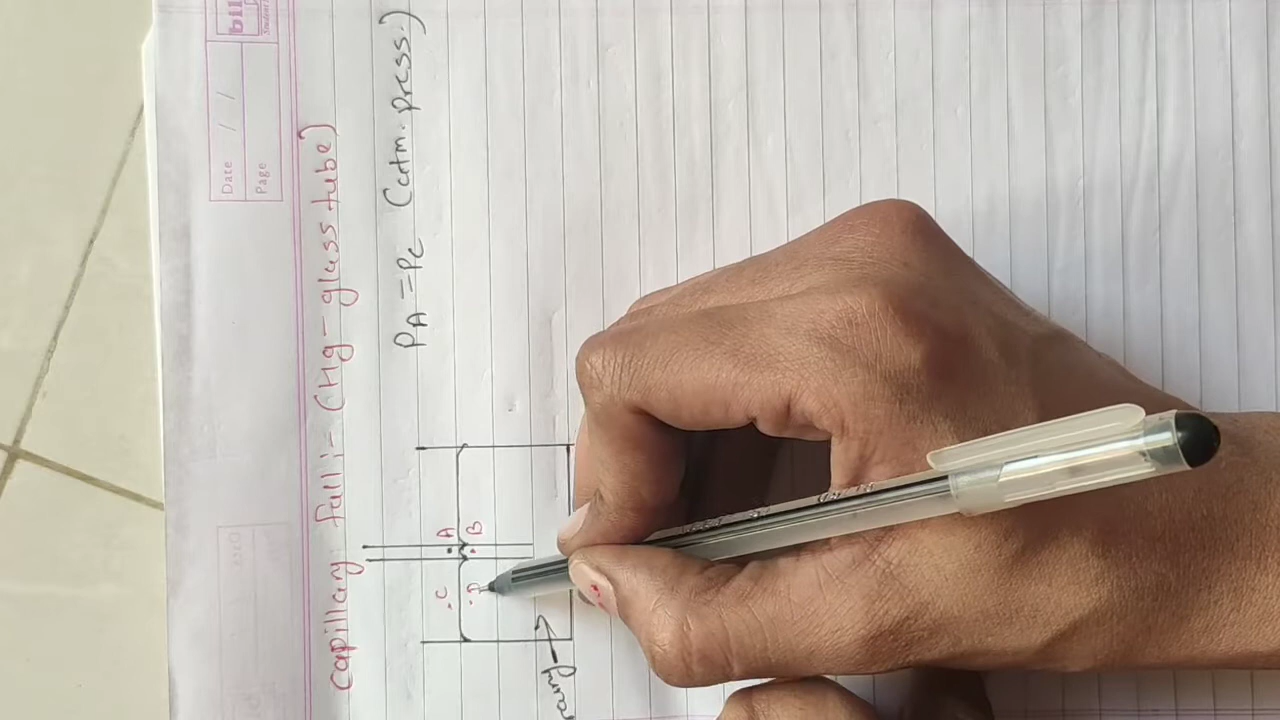 Date / /
Page
Capillary fall:- (Hg - glass tube)
PA = Pc (atm. press.)
C
A
D
B